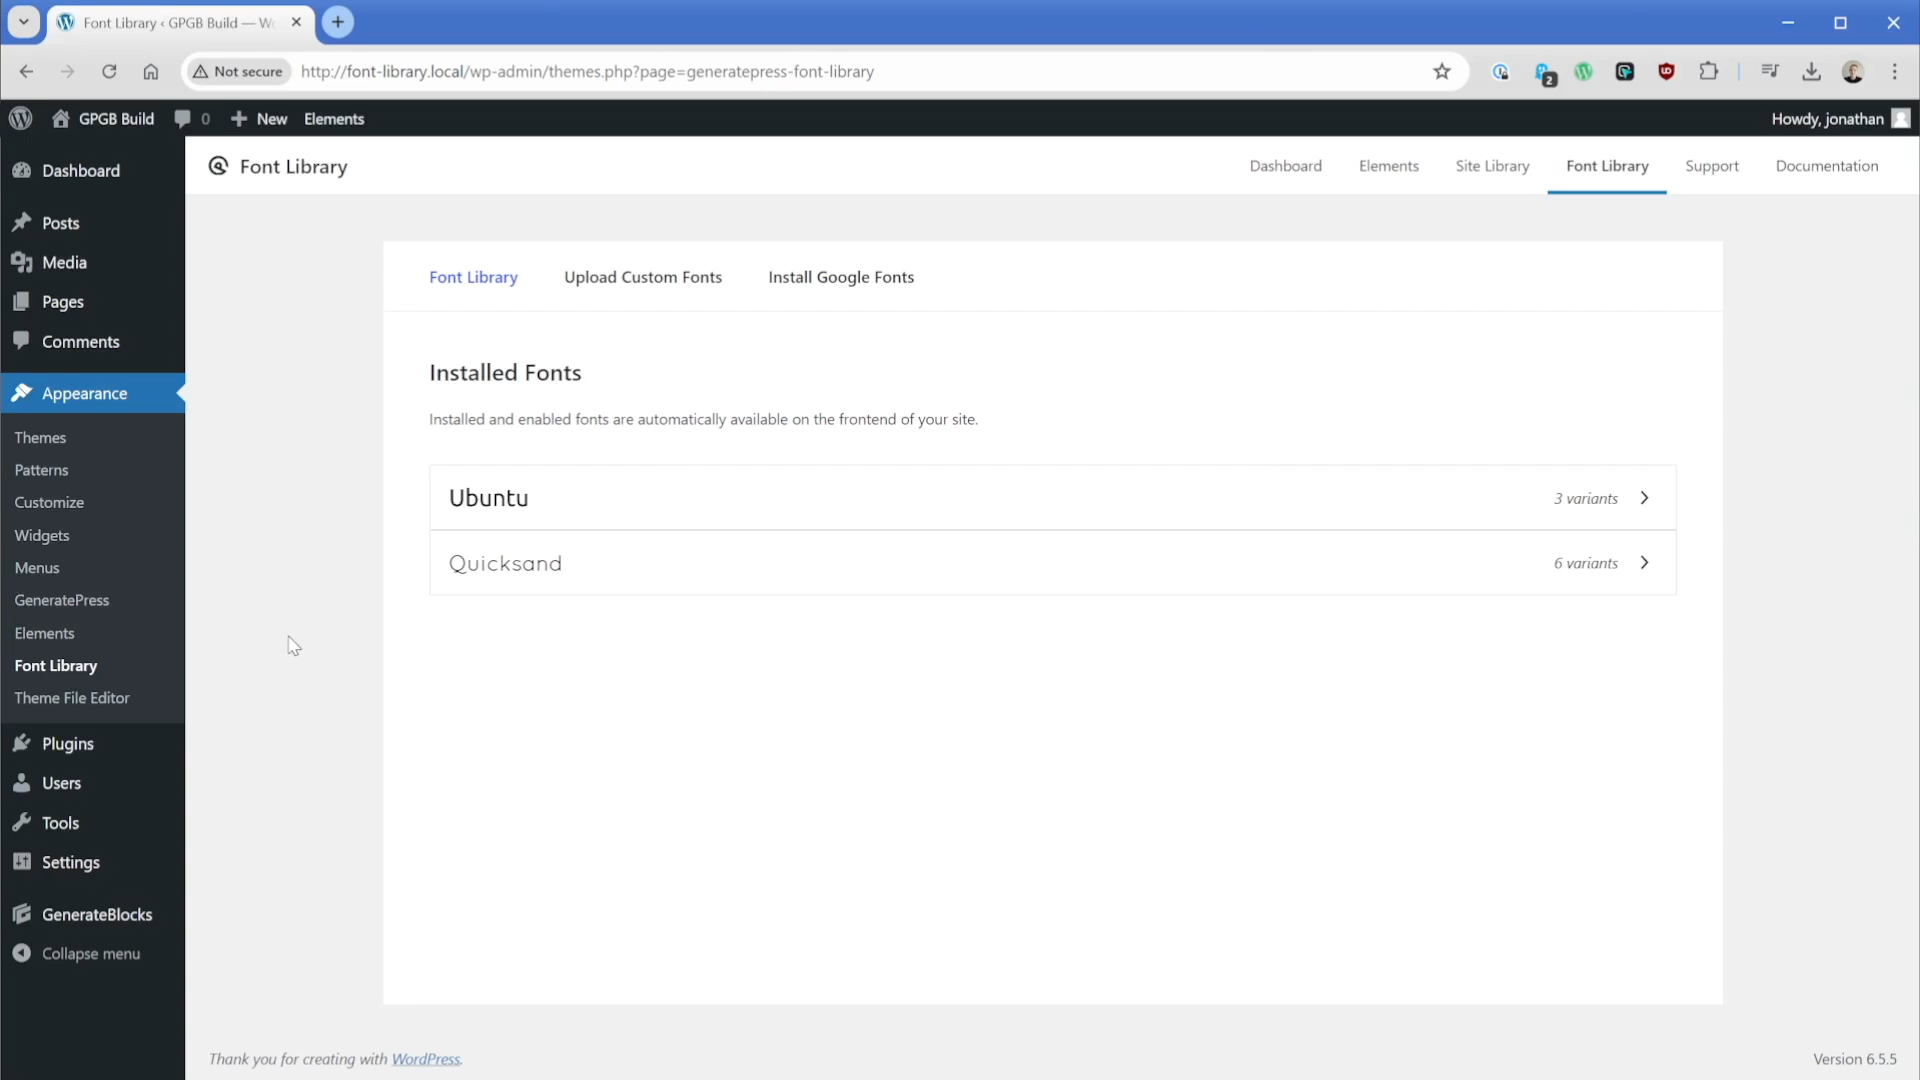 Font Library ‹ GPGB Build — Wo
Not secure
http://font-library.local/wp-admin/themes.php?page=generatepress-font-library
2
GPGB Build
0
New
Elements
Howdy, jonathan
Dashboard
Posts
Media
Pages
Comments
Appearance
Themes
Patterns
Customize
Widgets
Menus
GeneratePress
Elements
Font Library
Theme File Editor
Plugins
Users
Tools
Settings
GenerateBlocks
Collapse menu
Font Library
Dashboard
Elements
Site Library
Font Library
Support
Documentation
Font Library
Upload Custom Fonts
Install Google Fonts
Installed Fonts
Installed and enabled fonts are automatically available on the frontend of your site.
Ubuntu
3 variants
Quicksand
6 variants
Thank you for creating with WordPress.
Version 6.5.5